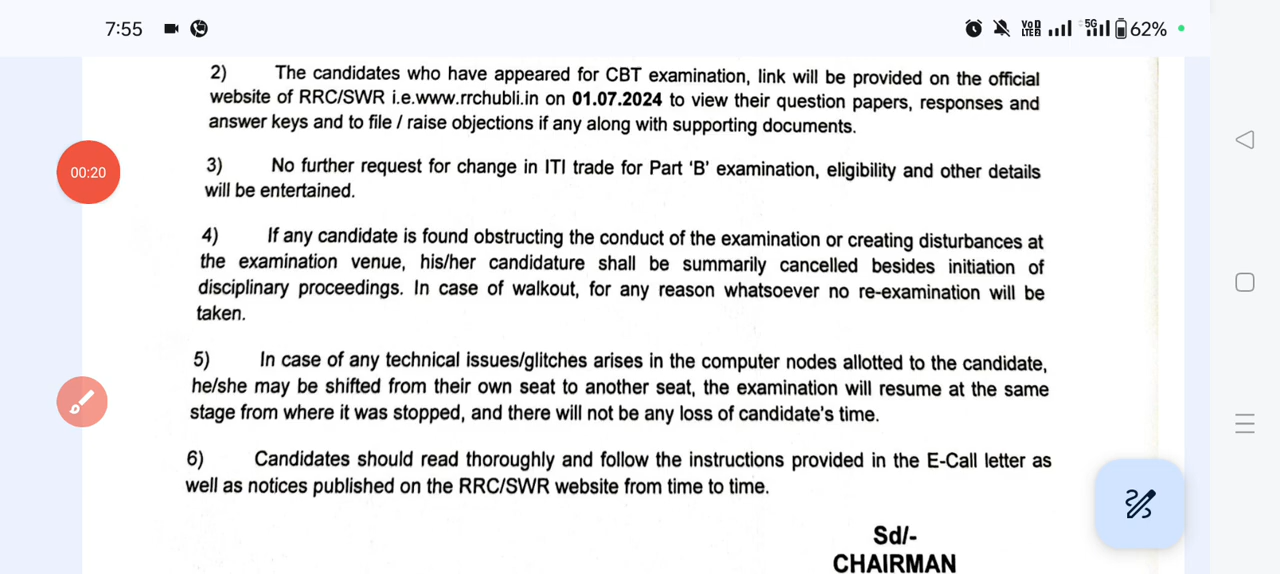 7:55
Vo D LTE 2 5G 62%
2) The candidates who have appeared for CBT examination, link will be provided on the official
website of RRC/SWR i.e.www.rrchubli.in on 01.07.2024 to view their question papers, responses and
answer keys and to file / raise objections if any along with supporting documents.
00:20
3) No further request for change in ITI trade for Part 'B' examination, eligibility and other details
will be entertained.
4) If any candidate is found obstructing the conduct of the examination or creating disturbances at
the examination venue, his/her candidature shall be summarily cancelled besides initiation of
disciplinary proceedings. In case of walkout, for any reason whatsoever no re-examination will be
taken.
5) In case of any technical issues/glitches arises in the computer nodes allotted to the candidate,
he/she may be shifted from their own seat to another seat, the examination will resume at the same
stage from where it was stopped, and there will not be any loss of candidate's time.
6) Candidates should read thoroughly and follow the instructions provided in the E-Call letter as
well as notices published on the RRC/SWR website from time to time.
Sd/-
CHAIRMAN